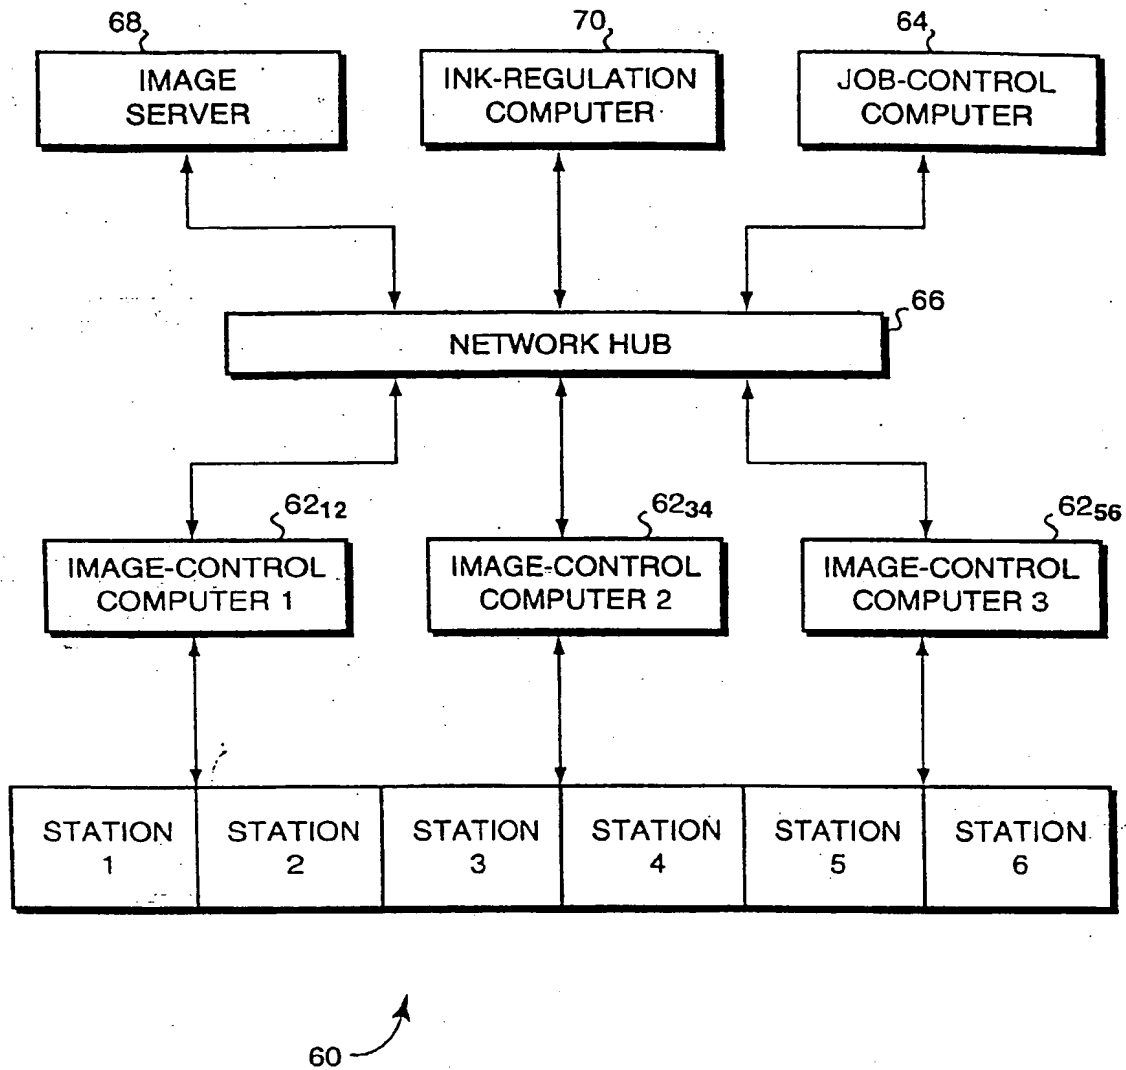 68 70 64
IMAGE SERVER
INK-REGULATION COMPUTER
JOB-CONTROL COMPUTER
66
NETWORK HUB
62₁₂ 62₃₄ 62₅₆
IMAGE-CONTROL COMPUTER 1
IMAGE-CONTROL COMPUTER 2
IMAGE-CONTROL COMPUTER 3
STATION 1
STATION 2
STATION 3
STATION 4
STATION 5
STATION 6
60